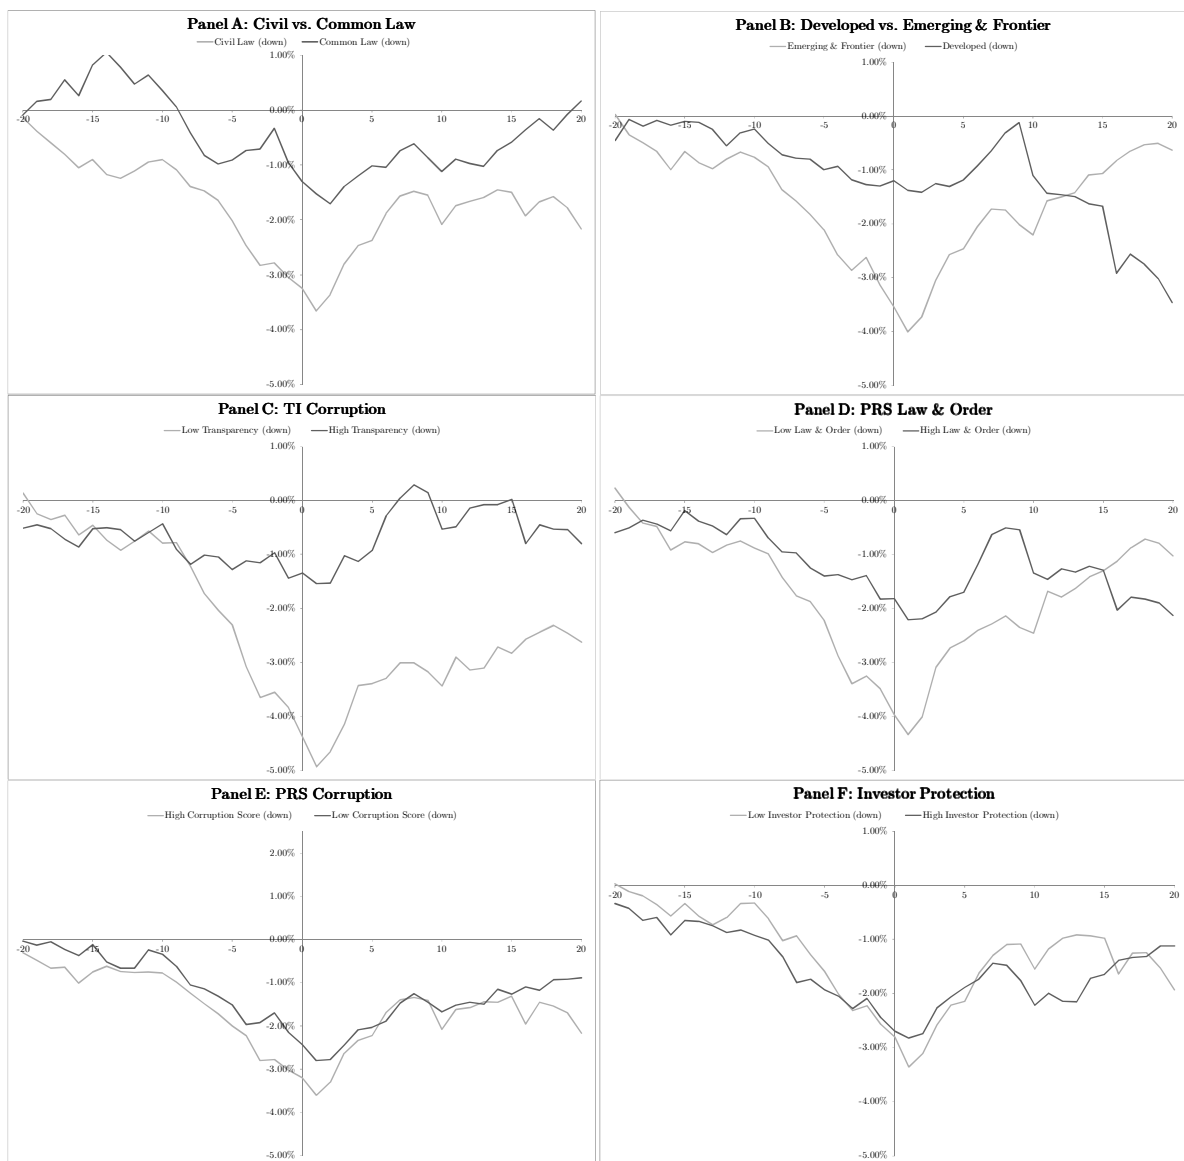 Panel A: Civil vs. Common Law
Civil Law (down) Common Law (down)
1.00%
0.00%
-20 -15 -10 -5 0 5 10 15 20
-1.00%
-2.00%
-3.00%
-4.00%
-5.00%
Panel B: Developed vs. Emerging & Frontier
Emerging & Frontier (down) Developed (down)
1.00%
0.00%
-20 -15 -10 -5 0 5 10 15 20
-1.00%
-2.00%
-3.00%
-4.00%
-5.00%
Panel C: TI Corruption
Low Transparency (down) High Transparency (down)
1.00%
0.00%
-20 -15 -10 -5 0 5 10 15 20
-1.00%
-2.00%
-3.00%
-4.00%
-5.00%
Panel D: PRS Law & Order
Low Law & Order (down) High Law & Order (down)
1.00%
0.00%
-20 -15 -10 -5 0 5 10 15 20
-1.00%
-2.00%
-3.00%
-4.00%
-5.00%
Panel E: PRS Corruption
High Corruption Score (down) Low Corruption Score (down)
2.00%
1.00%
0.00%
-20 -15 -10 -5 0 5 10 15 20
-1.00%
-2.00%
-3.00%
-4.00%
-5.00%
Panel F: Investor Protection
Low Investor Protection (down) High Investor Protection (down)
1.00%
0.00%
-20 -15 -10 -5 0 5 10 15 20
-1.00%
-2.00%
-3.00%
-4.00%
-5.00%